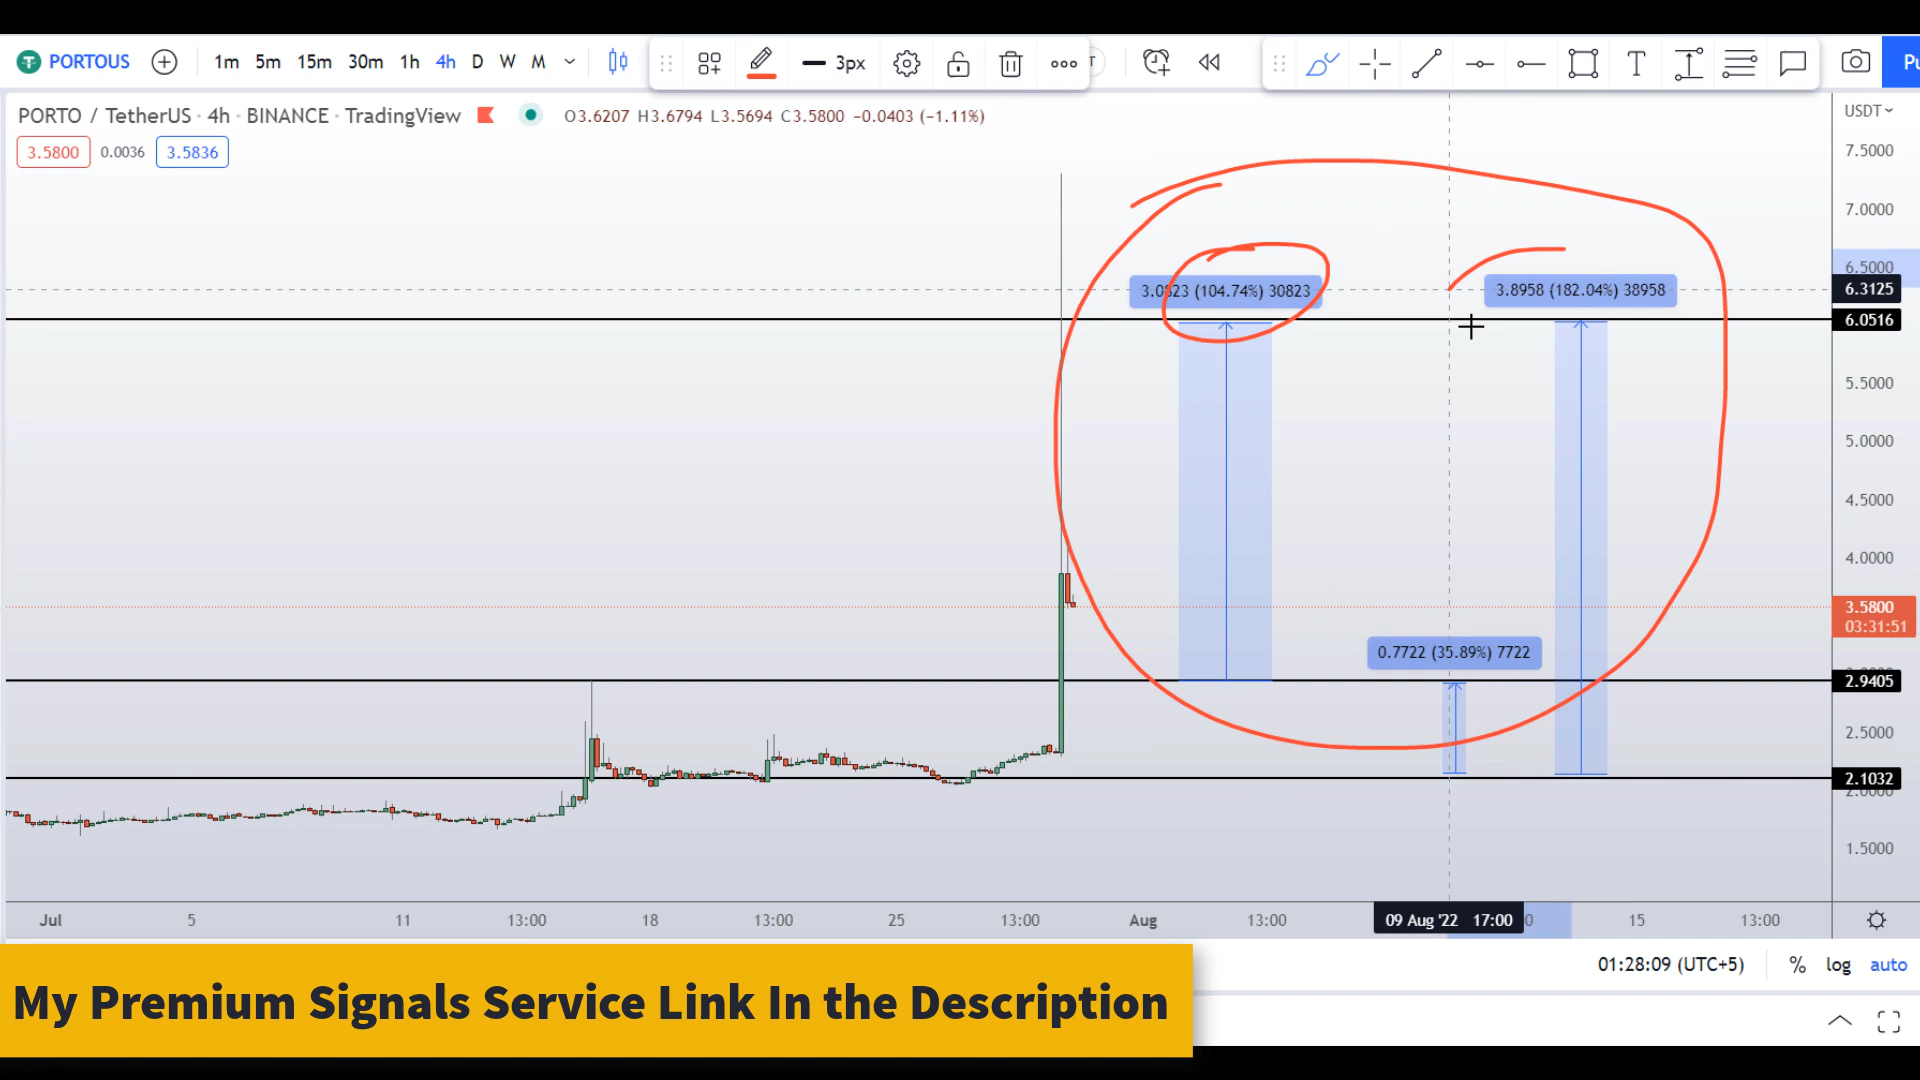 PORTOUS 1m 5m 15m 30m 1h 4h D W M 3px
PORTO / TetherUS · 4h · BINANCE · TradingView O3.6207 H3.6794 L3.5694 C3.5800 −0.0403 (−1.11%) USDT
3.5800 0.0036 3.5836
7.5000
7.0000
6.5000
3.0823 (104.74%) 30823 3.8958 (182.04%) 38958 6.3125
6.0516
5.5000
5.0000
4.5000
4.0000
3.5800
03:31:51
0.7722 (35.89%) 7722
2.9405
2.5000
2.1032
2.0000
1.5000
Jul 5 11 13:00 18 13:00 25 13:00 Aug 13:00 09 Aug '22 17:00 15 13:00
01:28:09 (UTC+5) % log auto
My Premium Signals Service Link In the Description